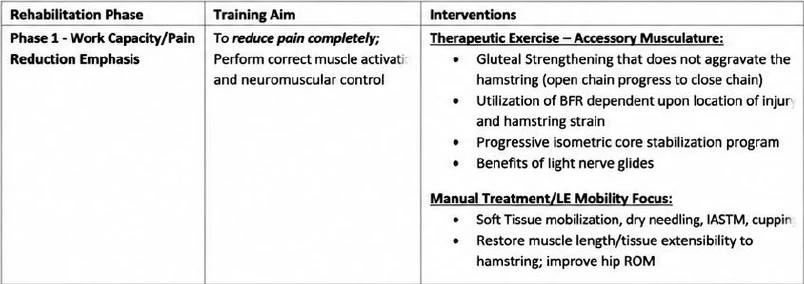 Rehabilitation Phase
Training Aim
Interventions
Phase 1 - Work Capacity/Pain
Reduction Emphasis
To reduce pain completely;
Perform correct muscle
and neuromuscular control
Therapeutic Exercise – Accessory Musculature:
• Gluteal Strengthening that does not aggravate the
hamstring (open chain progress to close chain)
• Utilization of BFR dependent upon location of injury
and hamstring strain
• Progressive isometric core stabilization program
• Benefits of light nerve glides
Manual Treatment/LE Mobility Focus:
• Soft Tissue mobilization, dry needling, IASTM,
• Restore muscle length/tissue extensibility to
hamstring; improve hip ROM